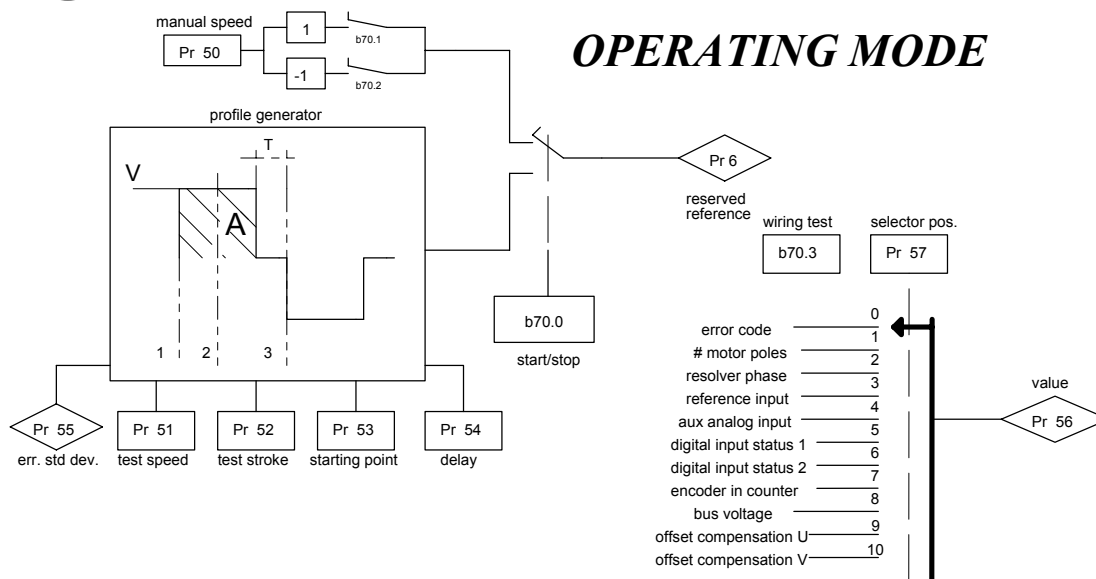 OPERATING MODE
manual speed
Pr 50
1
b70.1
-1
b70.2
profile generator
T
V
A
1 2 3
Pr 55
err. std dev.
Pr 51
test speed
Pr 52
test stroke
Pr 53
starting point
Pr 54
delay
b70.0
start/stop
Pr 6
reserved
reference
wiring test
b70.3
selector pos.
Pr 57
0
error code
1
# motor poles
2
resolver phase
3
reference input
4
aux analog input
5
digital input status 1
6
digital input status 2
7
encoder in counter
8
bus voltage
9
offset compensation U
10
offset compensation V
value
Pr 56